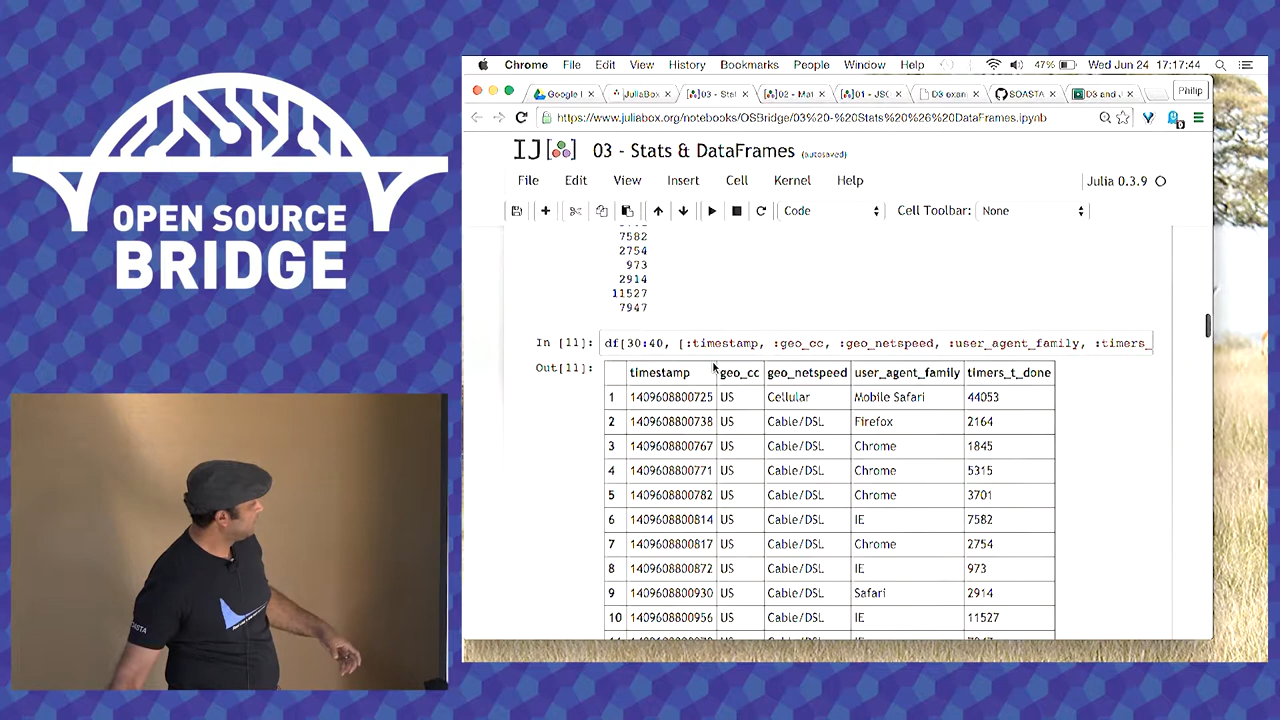 OPEN SOURCE
BRIDGE
Chrome File Edit View History Bookmarks People Window Help 47% Wed Jun 24 17:17:44
Google JuliaBox [03 - Stat [02 - Mat [01 - JSO D3 exam SOASTA D3 and Philip
https://www.juliabox.org/notebooks/OSBridge/03%20-%20Stats%20%26%20DataFrames.ipynb
IJ[ ] 03 - Stats & DataFrames (autosaved)
File Edit View Insert Cell Kernel Help Julia 0.3.9
Code Cell Toolbar: None
7582
2754
973
2914
11527
7947
In [11]: df[30:40, [:timestamp, :geo_cc, :geo_netspeed, :user_agent_family, :timers_
Out[11]:
timestamp geo_cc geo_netspeed user_agent_family timers_t_done
1 1409608800725 US Cellular Mobile Safari 44053
2 1409608800738 US Cable/DSL Firefox 2164
3 1409608800767 US Cable/DSL Chrome 1845
4 1409608800771 US Cable/DSL Chrome 5315
5 1409608800782 US Cable/DSL Chrome 3701
6 1409608800814 US Cable/DSL IE 7582
7 1409608800817 US Cable/DSL Chrome 2754
8 1409608800872 US Cable/DSL IE 973
9 1409608800930 US Cable/DSL Safari 2914
10 1409608800956 US Cable/DSL IE 11527